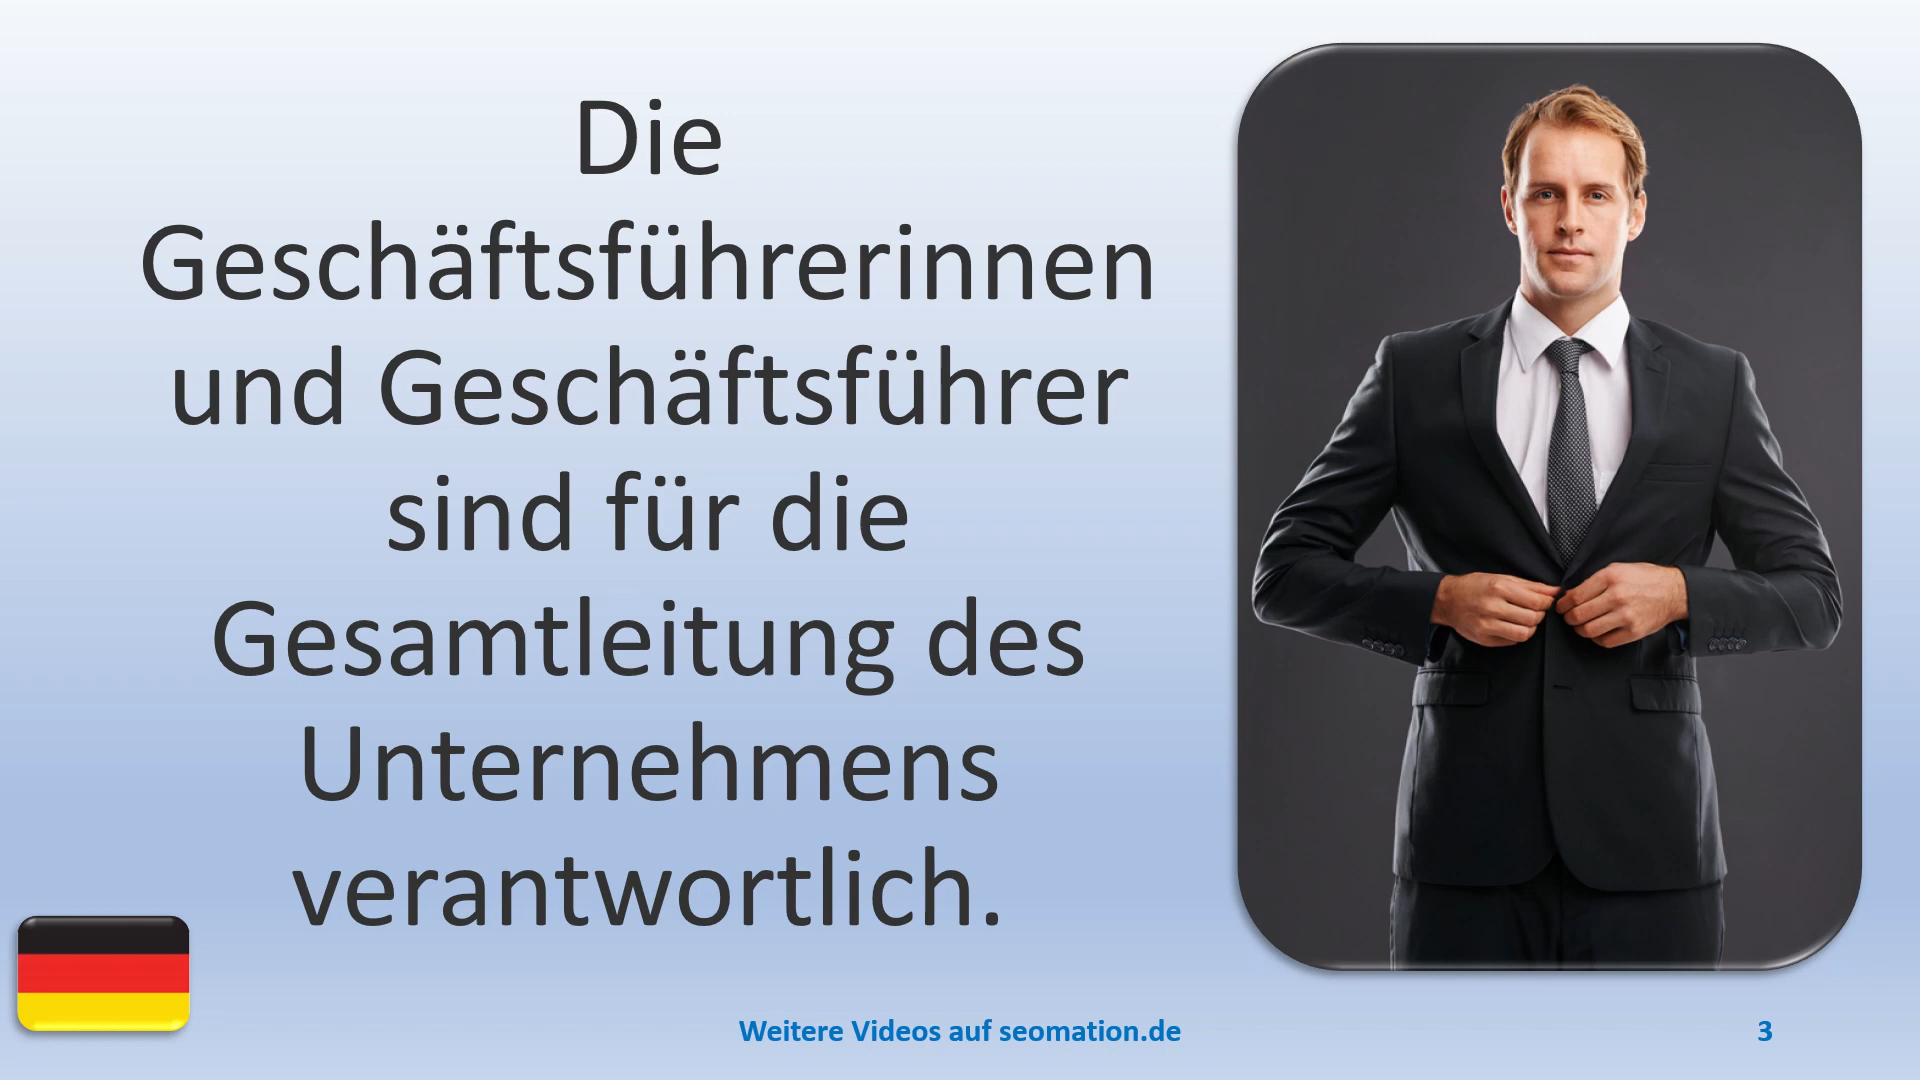 Die
Geschäftsführerinnen
und Geschäftsführer
sind für die
Gesamtleitung des
Unternehmens
verantwortlich.
Weitere Videos auf seomation.de
3